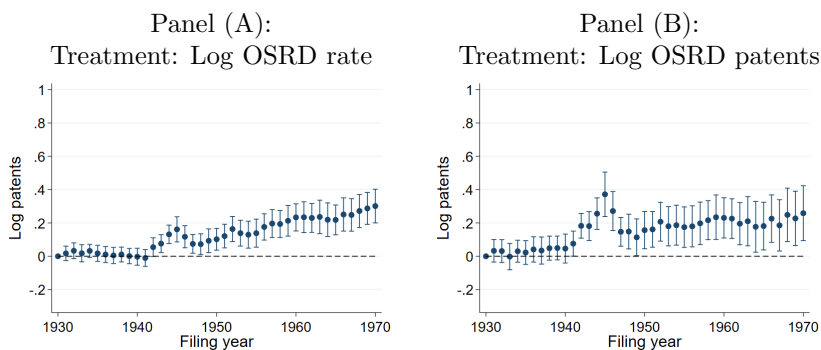 Panel (A):
Treatment: Log OSRD rate
1
.8
.6
.4
.2
0
-.2
Log patents
1930 1940 1950 1960 1970
Filing year
Panel (B):
Treatment: Log OSRD patents
1
.8
.6
.4
.2
0
-.2
Log patents
1930 1940 1950 1960 1970
Filing year